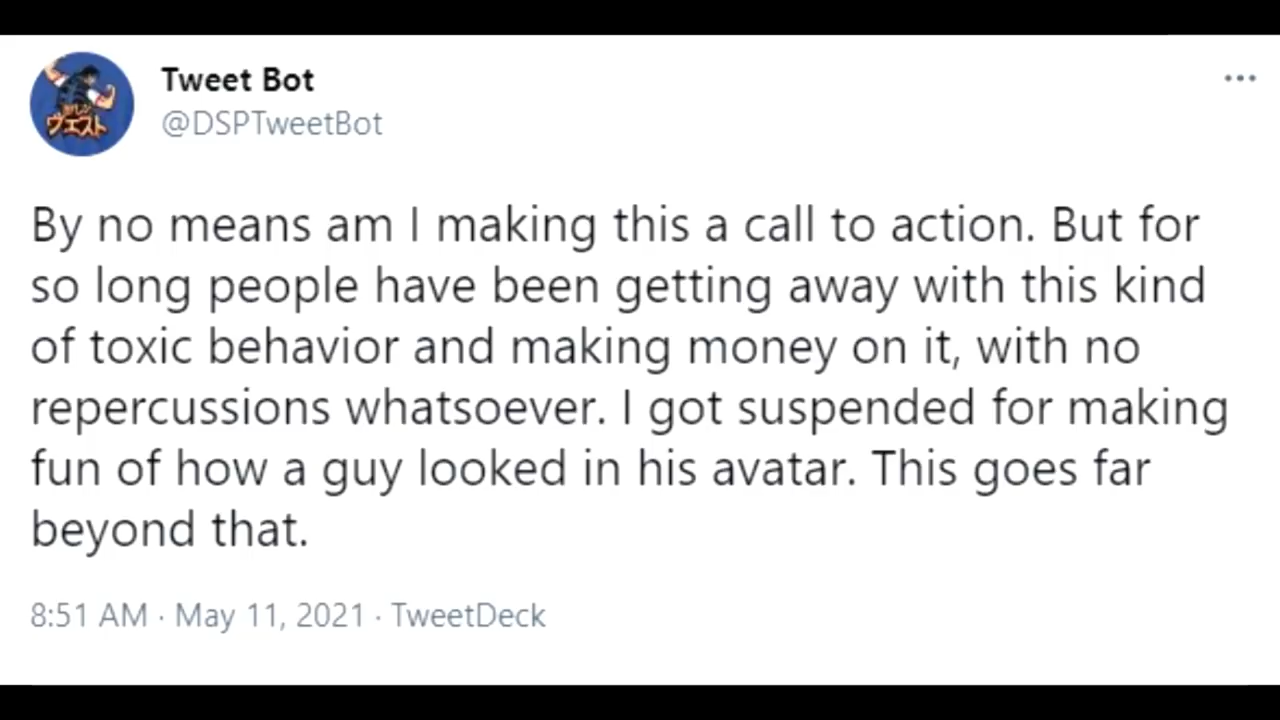 Tweet Bot
@DSPTweetBot
ヴェスト
By no means am I making this a call to action. But for
so long people have been getting away with this kind
of toxic behavior and making money on it, with no
repercussions whatsoever. I got suspended for making
fun of how a guy looked in his avatar. This goes far
beyond that.
8:51 AM · May 11, 2021 · TweetDeck